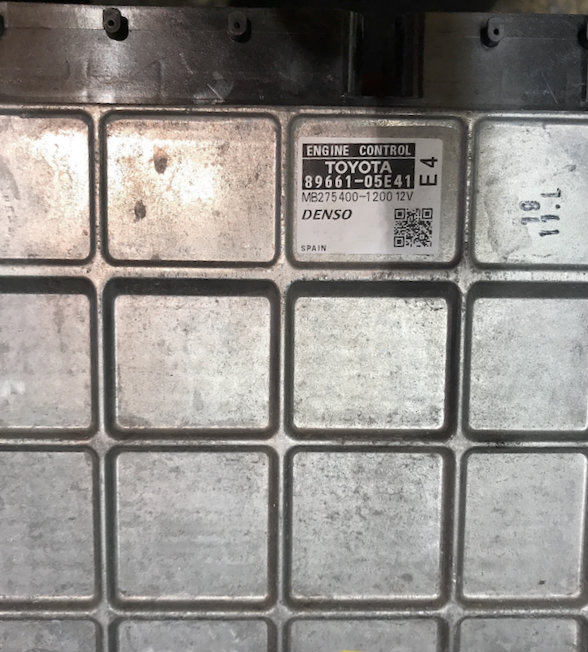 ENGINE CONTROL
TOYOTA
89661-05E41
E4
MB275400-1200 12V
DENSO
SPAIN